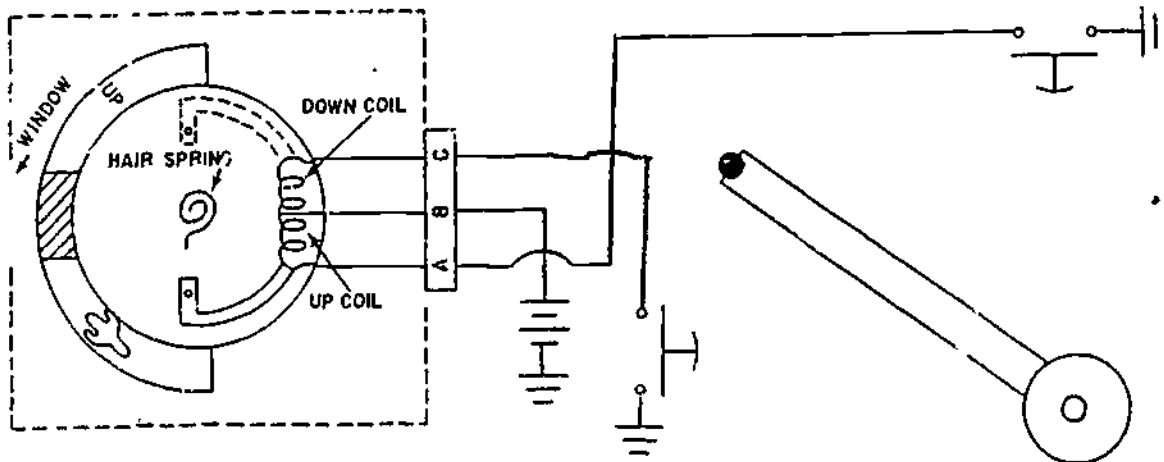 WINDOW
UP
DOWN COIL
HAIR SPRING
C
B
A
UP COIL